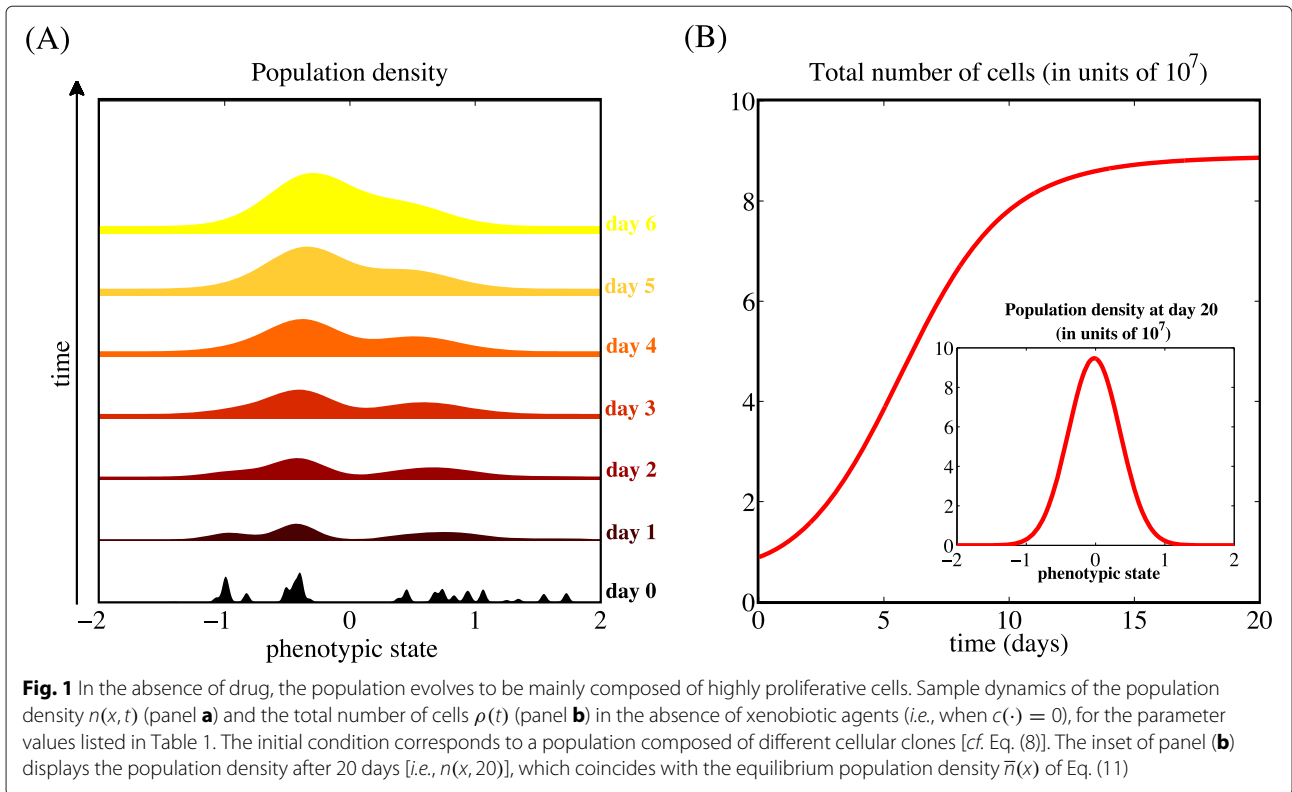 (A)
Population density
time
day 6
day 5
day 4
day 3
day 2
day 1
day 0
−2 −1 0 1 2
phenotypic state
(B)
Total number of cells (in units of 10⁷)
10
8
6
4
2
0
0 5 10 15 20
time (days)
Population density at day 20
(in units of 10⁷)
10
8
6
4
2
0
−2 −1 0 1 2
phenotypic state
Fig. 1 In the absence of drug, the population evolves to be mainly composed of highly proliferative cells. Sample dynamics of the population
density n(x, t) (panel a) and the total number of cells ρ(t) (panel b) in the absence of xenobiotic agents (i.e., when c(·) = 0), for the parameter
values listed in Table 1. The initial condition corresponds to a population composed of different cellular clones [cf. Eq. (8)]. The inset of panel (b)
displays the population density after 20 days [i.e., n(x, 20)], which coincides with the equilibrium population density n̅(x) of Eq. (11)